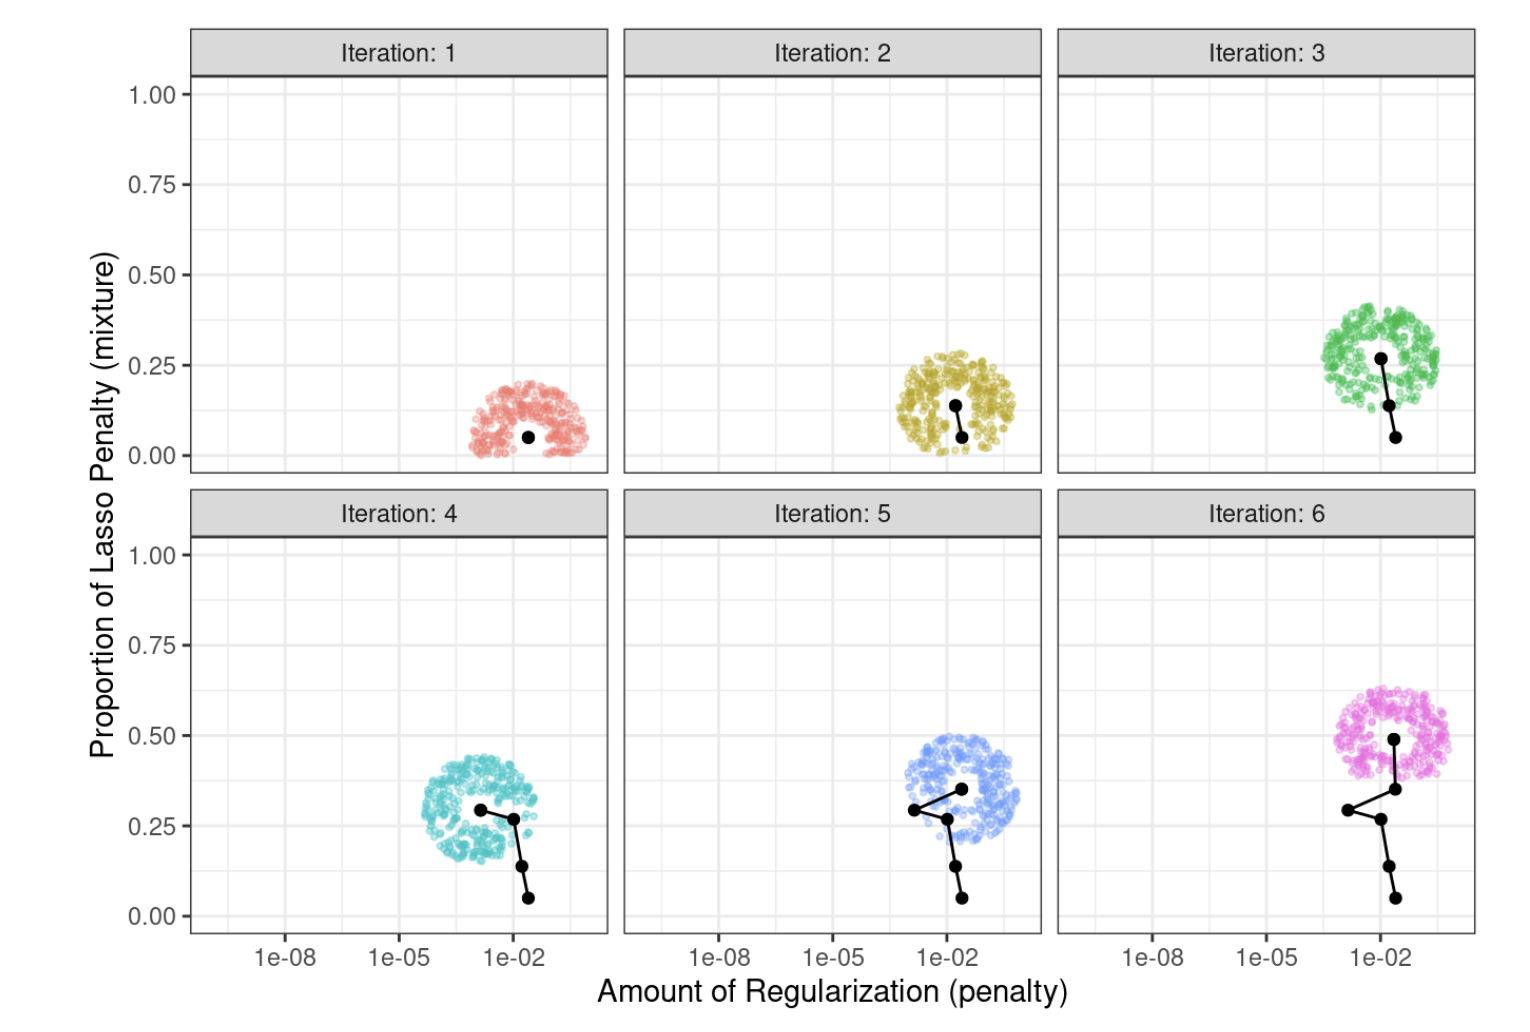 Iteration: 1
Iteration: 2
Iteration: 3
1.00
0.75
0.50
0.25
0.00
Iteration: 4
Iteration: 5
Iteration: 6
1.00
0.75
0.50
0.25
0.00
1e-08 1e-05 1e-02
1e-08 1e-05 1e-02
1e-08 1e-05 1e-02
Amount of Regularization (penalty)
Proportion of Lasso Penalty (mixture)